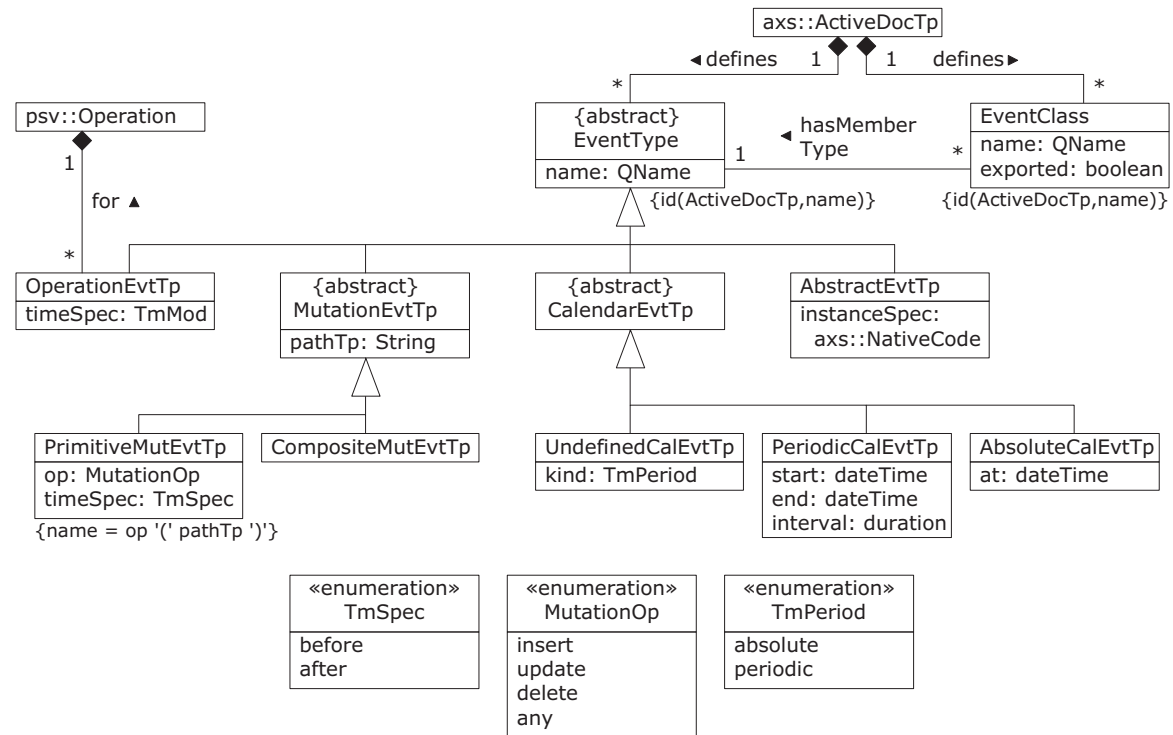 axs::ActiveDocTp
◄defines 1 1 defines►
* *
psv::Operation
1
for ▲
*
{abstract}
EventType
name: QName
◄ hasMember
Type
1 *
EventClass
name: QName
exported: boolean
{id(ActiveDocTp,name)}
{id(ActiveDocTp,name)}
OperationEvtTp
timeSpec: TmMod
{abstract}
MutationEvtTp
pathTp: String
{abstract}
CalendarEvtTp
AbstractEvtTp
instanceSpec:
axs::NativeCode
PrimitiveMutEvtTp
op: MutationOp
timeSpec: TmSpec
{name = op '(' pathTp ')'}
CompositeMutEvtTp
UndefinedCalEvtTp
kind: TmPeriod
PeriodicCalEvtTp
start: dateTime
end: dateTime
interval: duration
AbsoluteCalEvtTp
at: dateTime
«enumeration»
TmSpec
before
after
«enumeration»
MutationOp
insert
update
delete
any
«enumeration»
TmPeriod
absolute
periodic